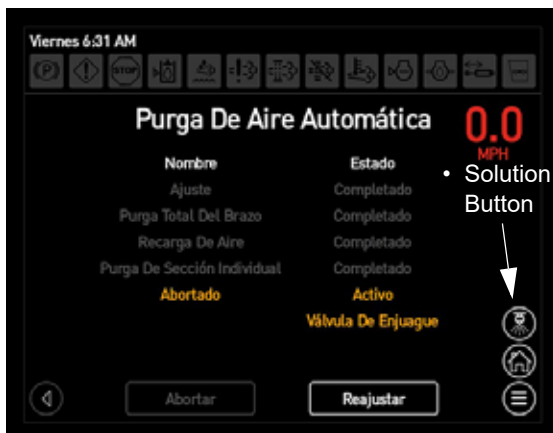 Viernes 6:31 AM
STOP
Purga De Aire Automática
0.0
MPH
Nombre Estado
Ajuste Completado
Purga Total Del Brazo Completado
Recarga De Aire Completado
Purga De Sección Individual Completado
Abortado Activo
Válvula De Enjuague
• Solution
Button
Abortar Reajustar